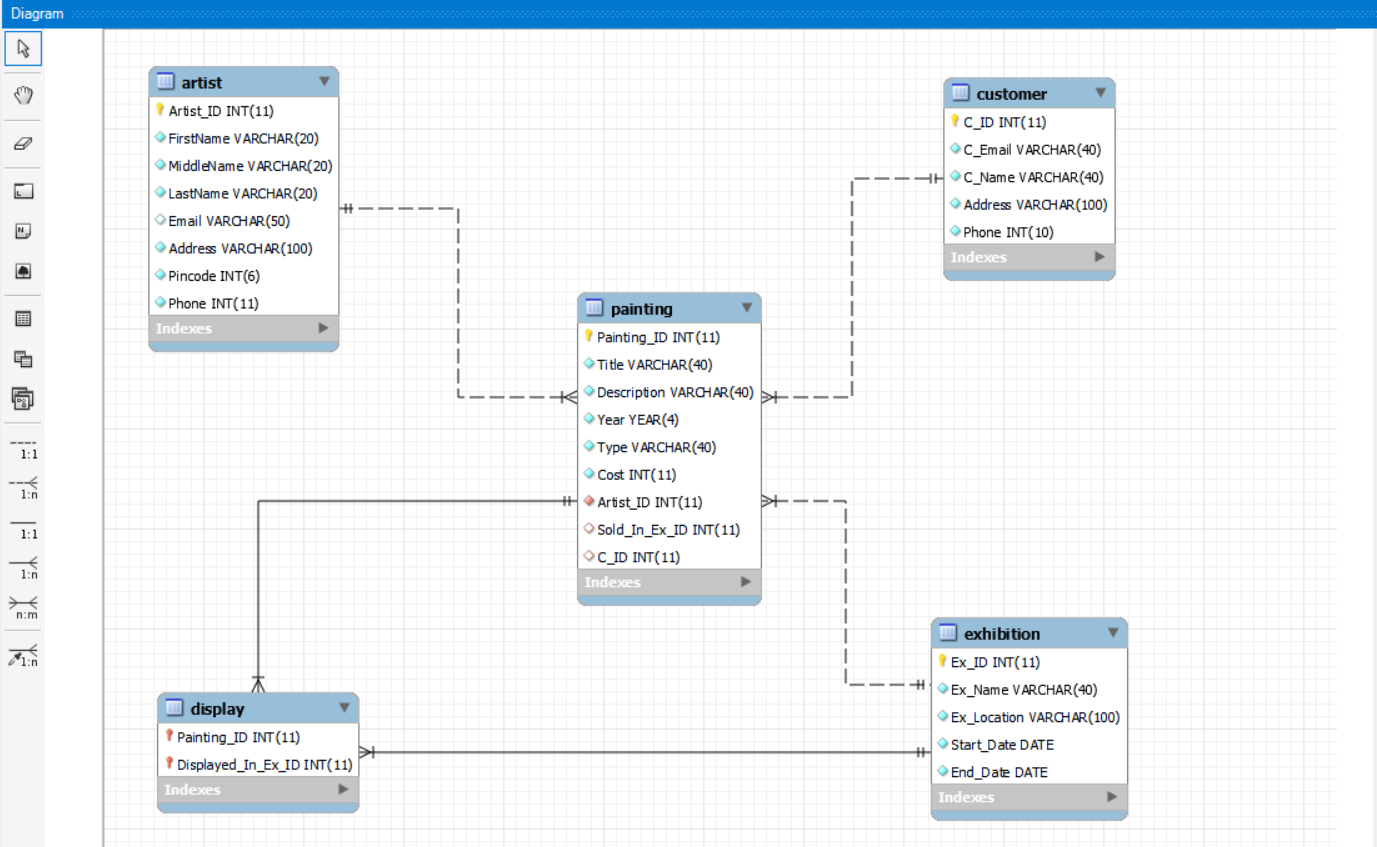 Diagram
artist
Artist_ID INT(11)
FirstName VARCHAR(20)
MiddleName VARCHAR(20)
LastName VARCHAR(20)
Email VARCHAR(50)
Address VARCHAR(100)
Pincode INT(6)
Phone INT(11)
Indexes
customer
C_ID INT(11)
C_Email VARCHAR(40)
C_Name VARCHAR(40)
Address VARCHAR(100)
Phone INT(10)
Indexes
painting
Painting_ID INT(11)
Title VARCHAR(40)
Description VARCHAR(40)
Year YEAR(4)
Type VARCHAR(40)
Cost INT(11)
Artist_ID INT(11)
Sold_In_Ex_ID INT(11)
C_ID INT(11)
Indexes
display
Painting_ID INT(11)
Displayed_In_Ex_ID INT(11)
Indexes
exhibition
Ex_ID INT(11)
Ex_Name VARCHAR(40)
Ex_Location VARCHAR(100)
Start_Date DATE
End_Date DATE
Indexes
L
N
1:1
1:n
1:1
1:n
n:m
1:n